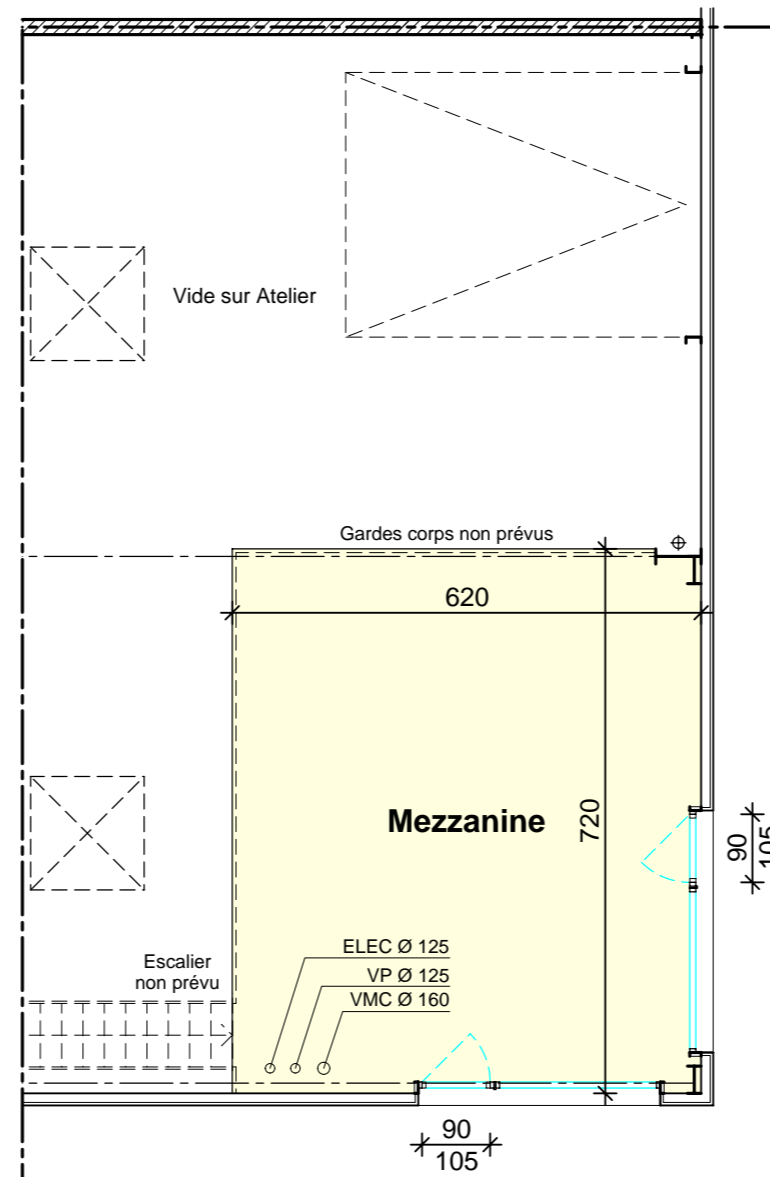 Vide sur Atelier
Gardes corps non prévus
620
720
Mezzanine
90
105
ELEC Ø 125
VP Ø 125
VMC Ø 160
Escalier
non prévu
90
105